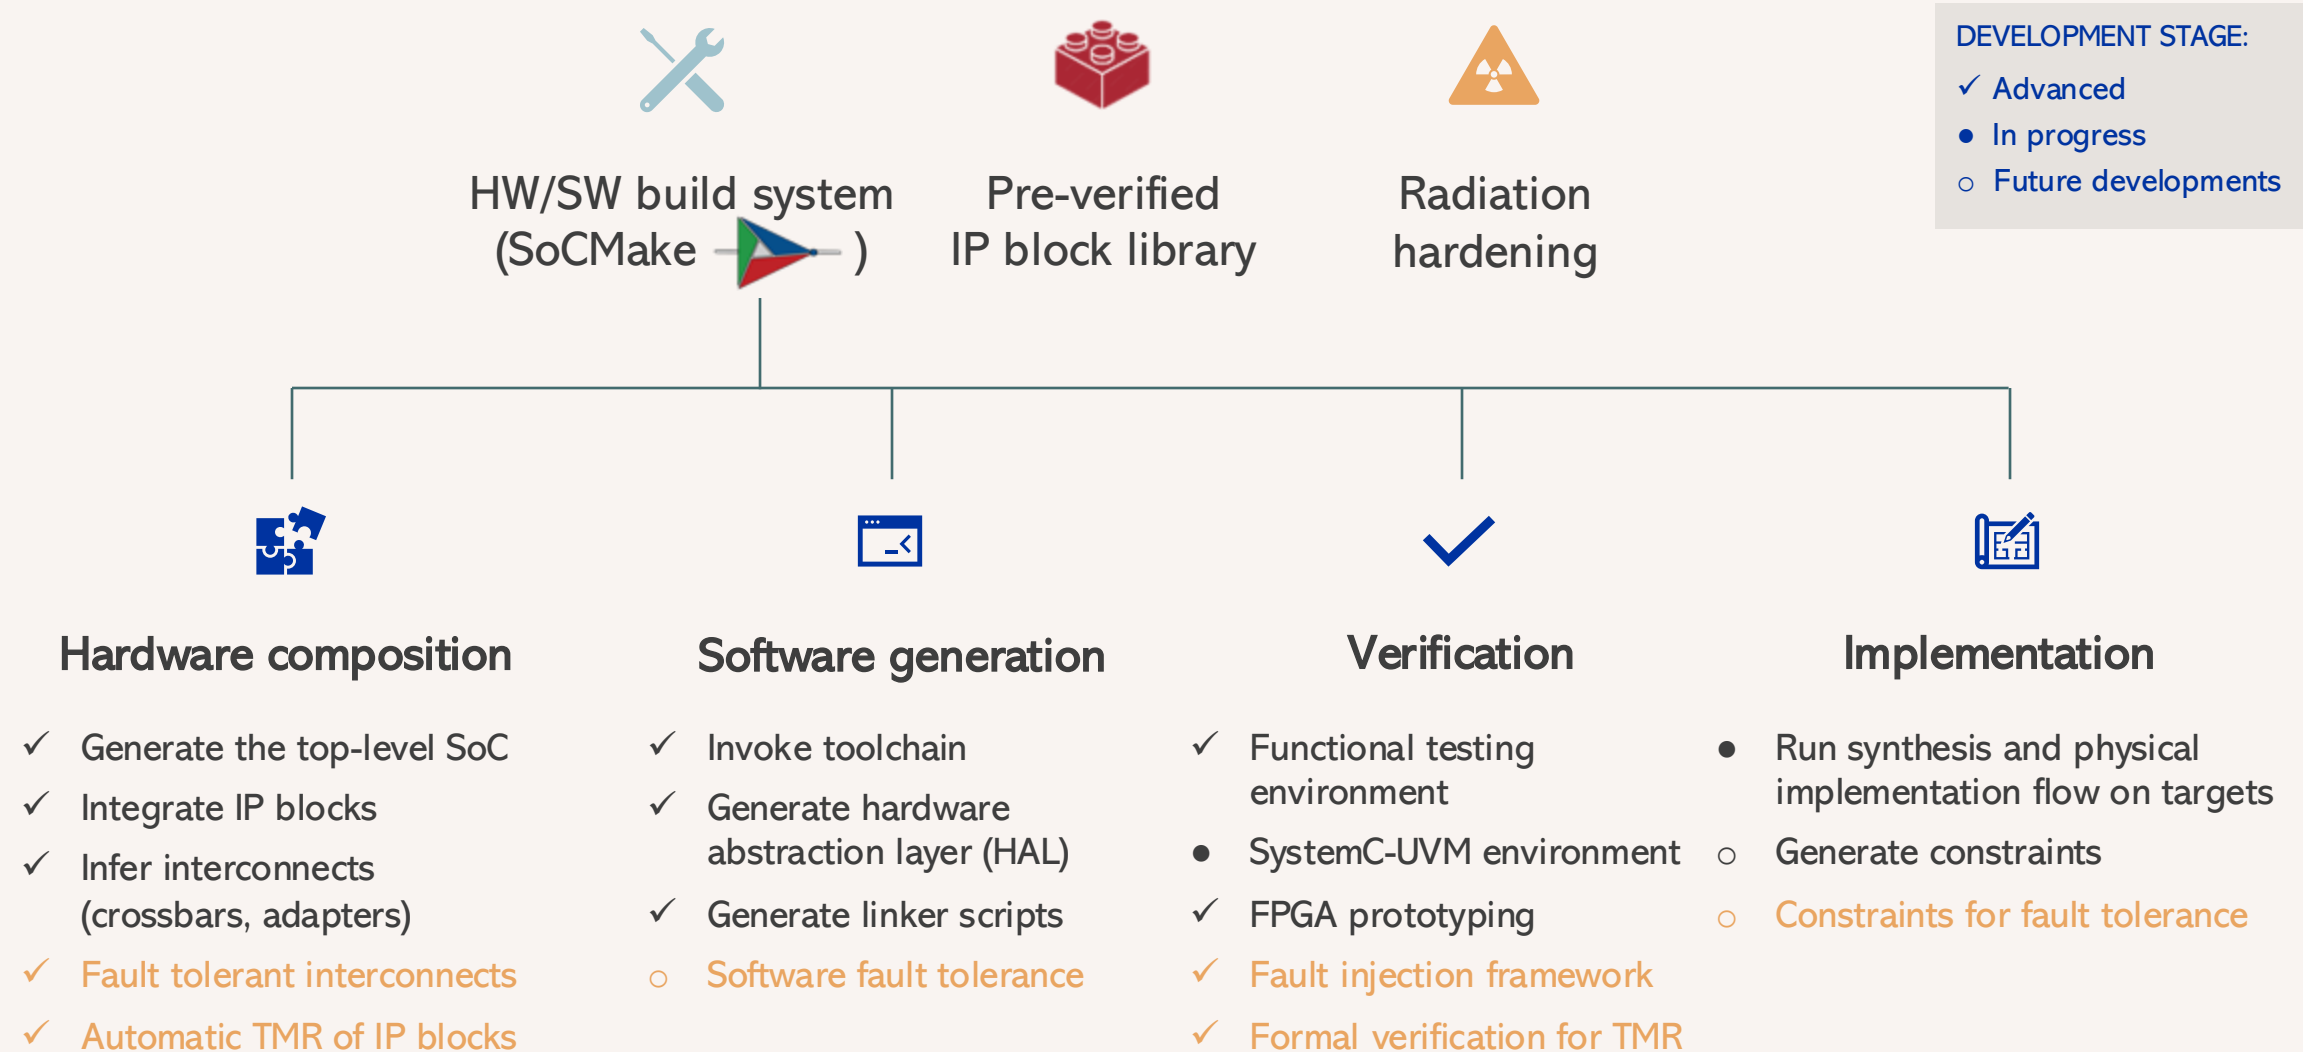 HW/SW build system
(SoCMake )
Pre-verified
IP block library
Radiation
hardening
DEVELOPMENT STAGE:
✓ Advanced
● In progress
○ Future developments
Hardware composition
✓ Generate the top-level SoC
✓ Integrate IP blocks
✓ Infer interconnects
(crossbars, adapters)
✓ Fault tolerant interconnects
✓ Automatic TMR of IP blocks
Software generation
✓ Invoke toolchain
✓ Generate hardware
abstraction layer (HAL)
✓ Generate linker scripts
○ Software fault tolerance
Verification
✓ Functional testing
environment
● SystemC-UVM environment
✓ FPGA prototyping
✓ Fault injection framework
✓ Formal verification for TMR
Implementation
● Run synthesis and physical
implementation flow on targets
○ Generate constraints
○ Constraints for fault tolerance